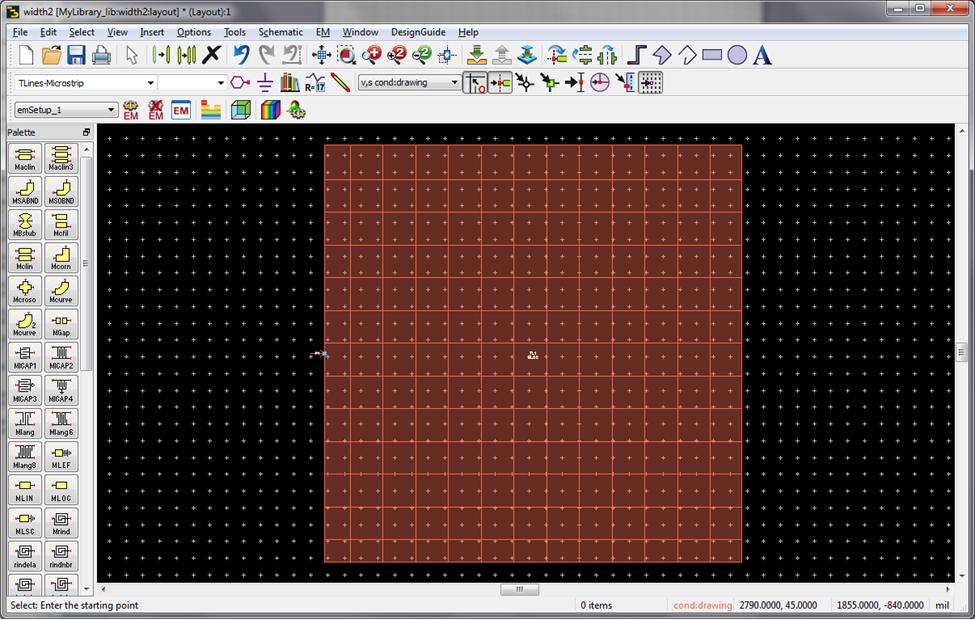 width2 [MyLibrary_lib:width2:layout] * (Layout):1
File Edit Select View Insert Options Tools Schematic EM Window DesignGuide Help
TLines-Microstrip v,s cond:drawing
emSetup_1 EM EM EM
Palette
Maclin Maclin3
MSABND MSOBND
MBstub Mcfil
Mclin Mcorn
Mcroso Mcurve
Mcurve MGap
MICAP1 MICAP2
MICAP3 MICAP4
Mlang Mlang6
Mlang8 MLEF
MLIN MLOC
MLSC Mrind
rindela rindnbr
TL1
Select: Enter the starting point 0 items cond:drawing 2790.0000, 45.0000 1855.0000, -840.0000 mil